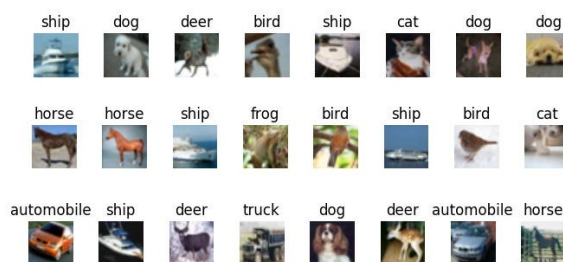 ship dog deer bird ship cat dog dog
horse horse ship frog bird ship bird cat
automobile ship deer truck dog deer automobile horse